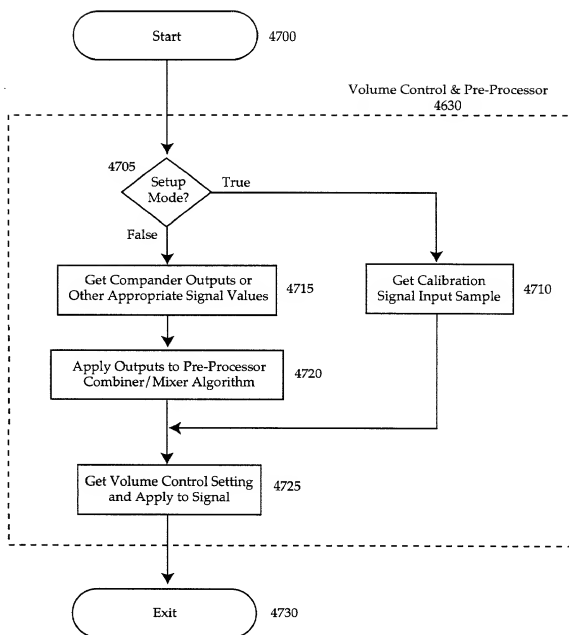 Start
4700
Volume Control & Pre-Processor
4630
4705
Setup
Mode?
True
False
Get Compander Outputs or
Other Appropriate Signal Values
4715
Get Calibration
Signal Input Sample
4710
Apply Outputs to Pre-Processor
Combiner/Mixer Algorithm
4720
Get Volume Control Setting
and Apply to Signal
4725
Exit
4730